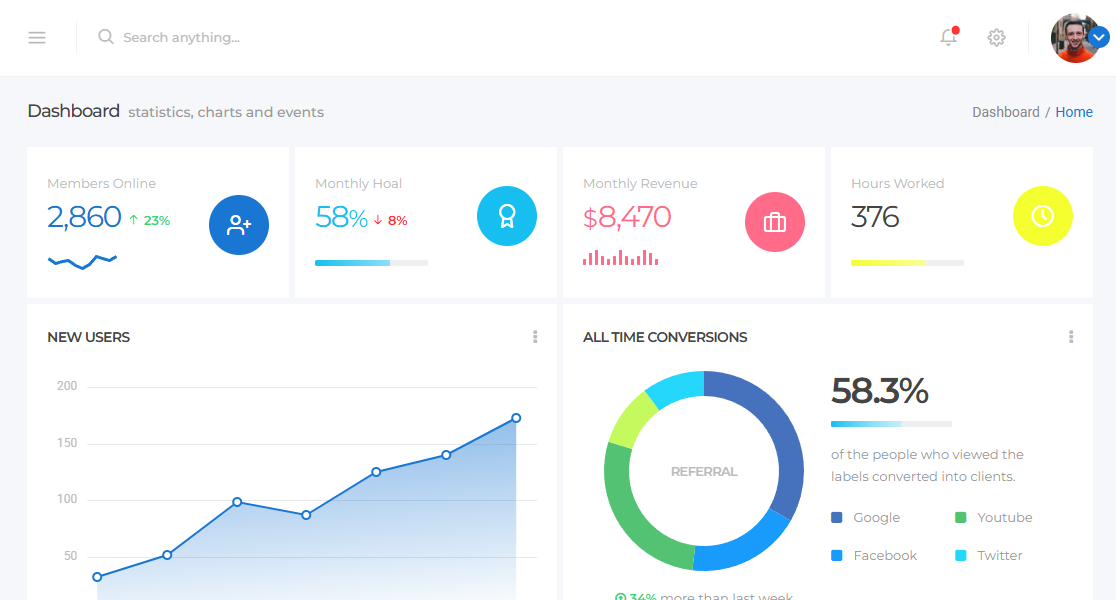 Search anything...
Dashboard statistics, charts and events
Dashboard / Home
Members Online
2,860 ↑ 23%
Monthly Hoal
58% ↓ 8%
Monthly Revenue
$8,470
Hours Worked
376
NEW USERS
200
150
100
50
ALL TIME CONVERSIONS
REFERRAL
58.3%
of the people who viewed the
labels converted into clients.
Google
Youtube
Facebook
Twitter
34% more than last week